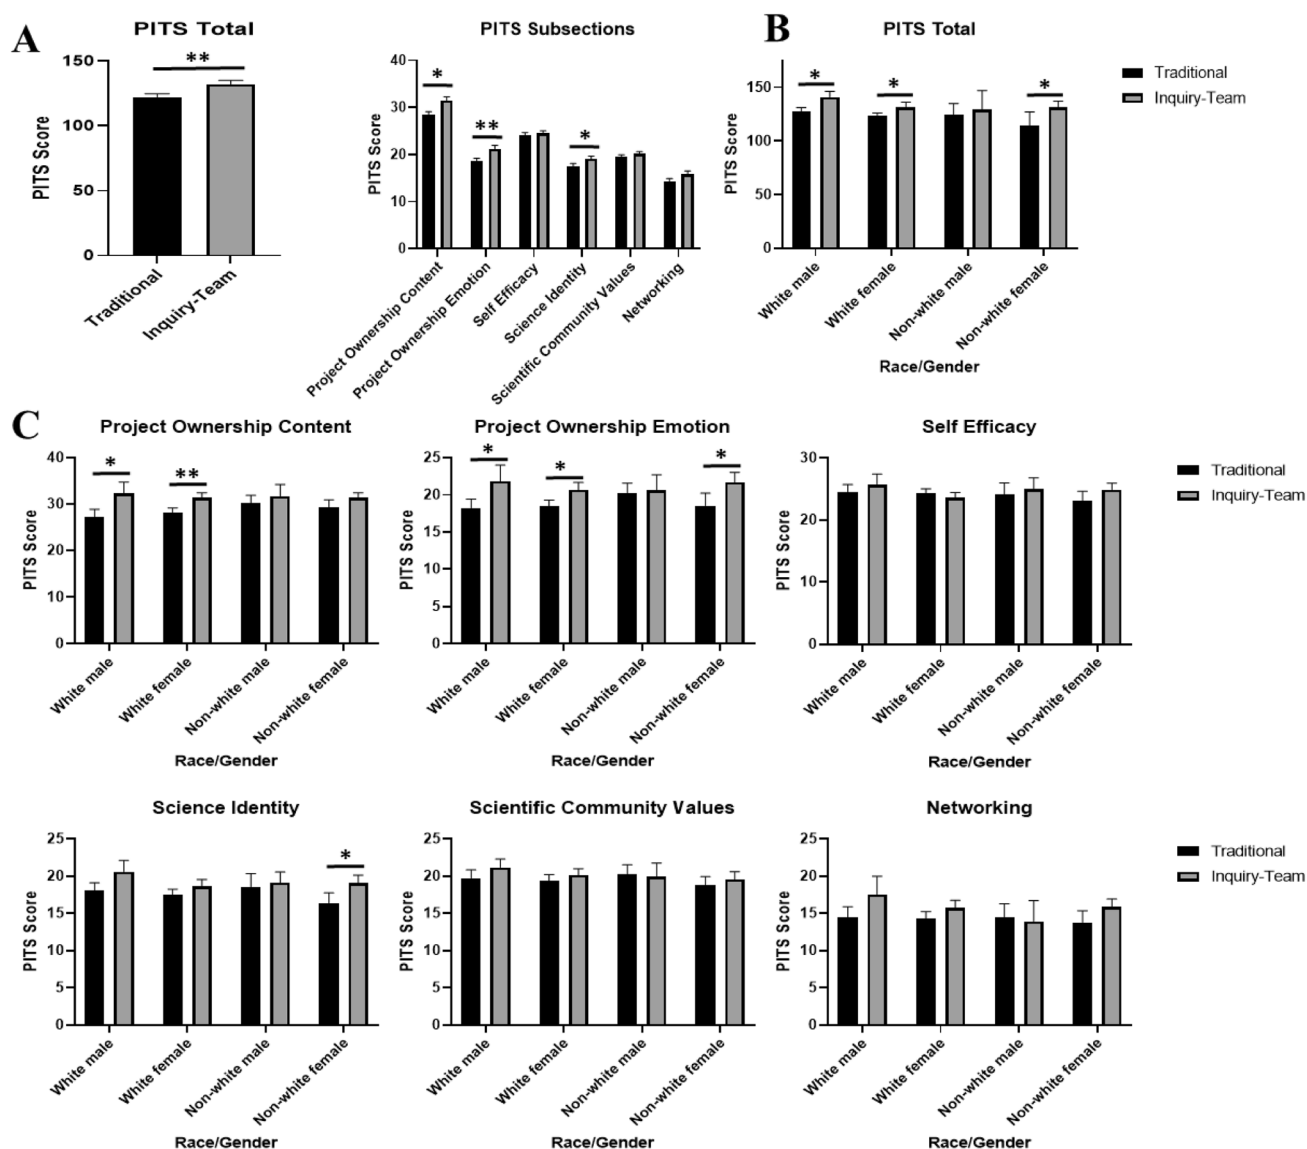 A
PITS Total
PITS Score
150
100
50
0
**
Traditional
Inquiry-Team
PITS Subsections
PITS Score
40
30
20
10
0
*
**
*
Project Ownership Content
Project Ownership Emotion
Self Efficacy
Science Identity
Scientific Community Values
Networking
B
PITS Total
PITS Score
150
100
50
0
*
*
*
White male
White female
Non-white male
Non-white female
Race/Gender
Traditional
Inquiry-Team
C
Project Ownership Content
PITS Score
40
30
20
10
0
*
**
White male
White female
Non-white male
Non-white female
Race/Gender
Project Ownership Emotion
PITS Score
25
20
15
10
5
0
*
*
*
White male
White female
Non-white male
Non-white female
Race/Gender
Self Efficacy
PITS Score
30
20
10
0
White male
White female
Non-white male
Non-white female
Race/Gender
Traditional
Inquiry-Team
Science Identity
PITS Score
25
20
15
10
5
0
*
White male
White female
Non-white male
Non-white female
Race/Gender
Scientific Community Values
PITS Score
25
20
15
10
5
0
White male
White female
Non-white male
Non-white female
Race/Gender
Networking
PITS Score
25
20
15
10
5
0
White male
White female
Non-white male
Non-white female
Race/Gender
Traditional
Inquiry-Team